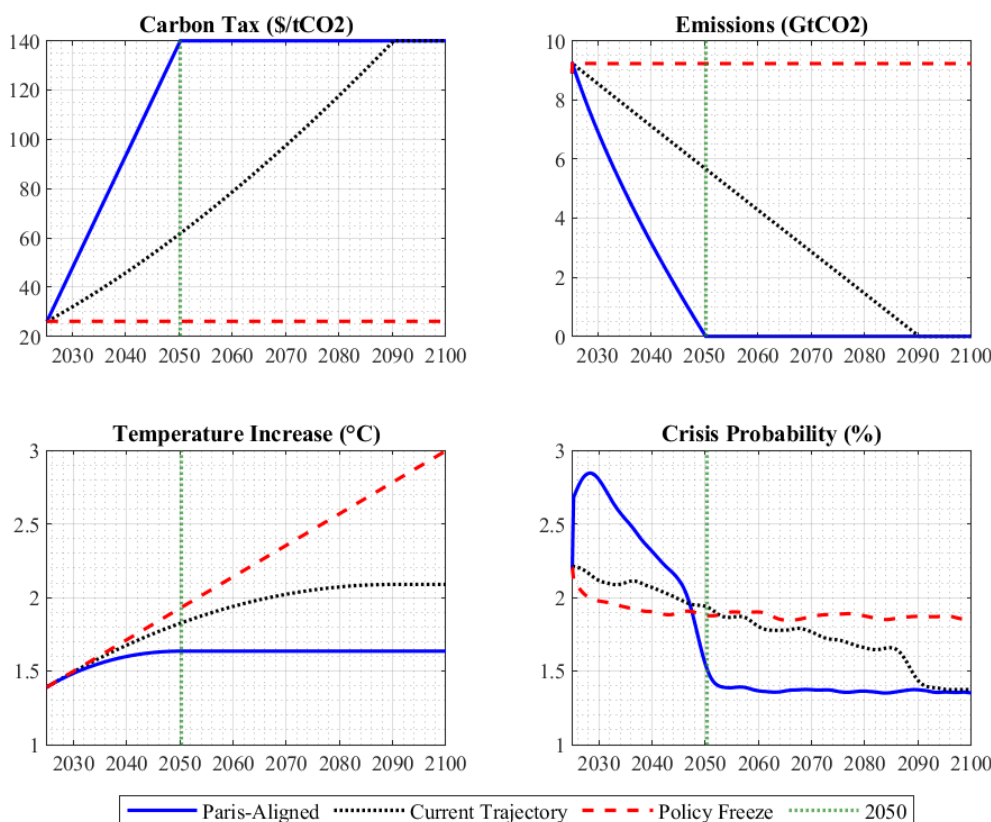 Carbon Tax ($/tCO2)
140
120
100
80
60
40
20
2030 2040 2050 2060 2070 2080 2090 2100
Emissions (GtCO2)
10
8
6
4
2
0
2030 2040 2050 2060 2070 2080 2090 2100
Temperature Increase (°C)
3
2.5
2
1.5
1
2030 2040 2050 2060 2070 2080 2090 2100
Crisis Probability (%)
3
2.5
2
1.5
1
2030 2040 2050 2060 2070 2080 2090 2100
Paris-Aligned Current Trajectory Policy Freeze 2050